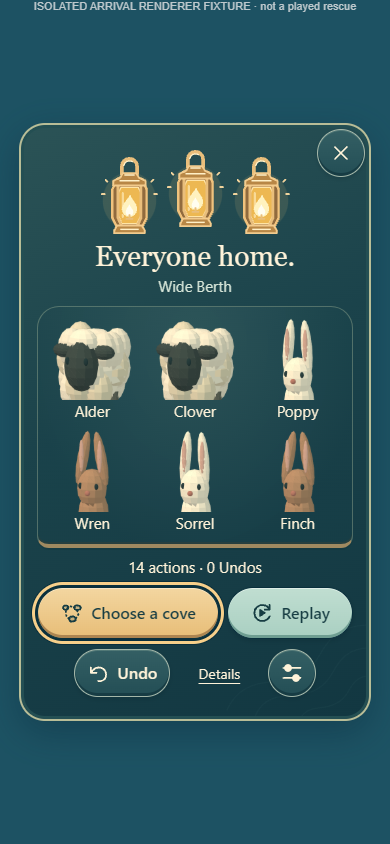 ISOLATED ARRIVAL RENDERER FIXTURE · not a played rescue
Everyone home.
Wide Berth
Alder Clover Poppy
Wren Sorrel Finch
14 actions · 0 Undos
Choose a cove Replay
Undo Details